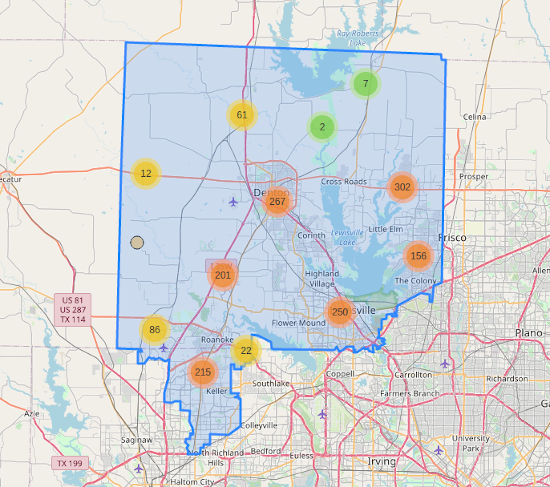 Ray Roberts
Lake
7
61
Celina
2
12
Prosper
Cross Roads
302
Denton
267
Little Elm
Lewisville
Lake
Corinth
Frisco
156
201
Highland
Village
The Colony
US 81
US 287
TX 114
250
Flower Mound
86
Plano
Roanoke
22
215
Coppell
Carrollton
Richardson
Southlake
Keller
Farmers Branch
Azle
Colleyville
Saginaw
University
Park
North Richland
Hills
Bedford
Euless
Irving
TX 199
Haltom City